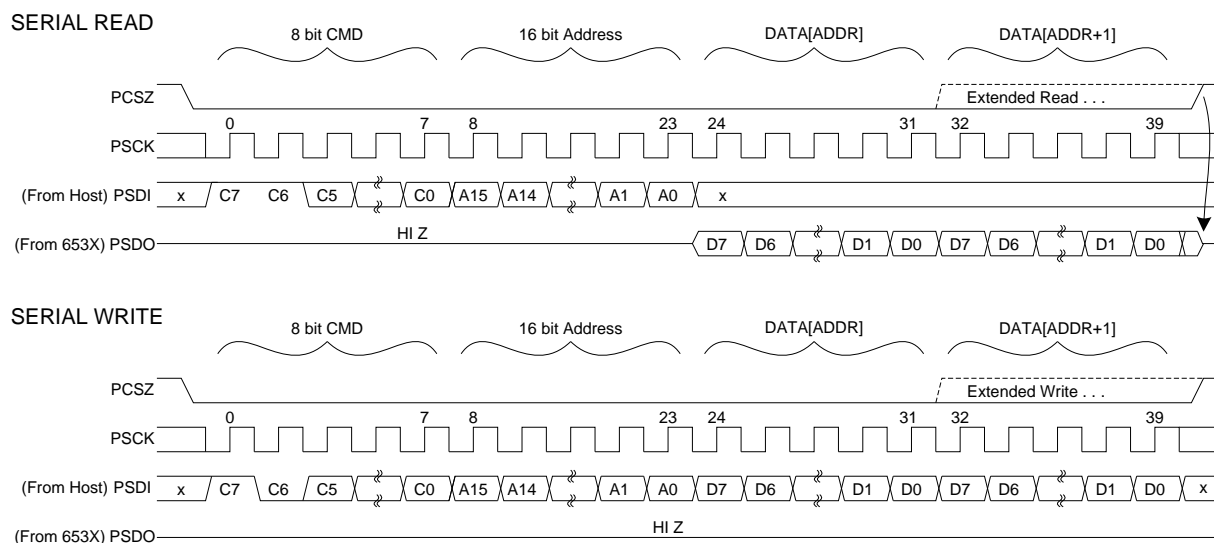 SERIAL READ
8 bit CMD 16 bit Address DATA[ADDR] DATA[ADDR+1]
PCSZ Extended Read . . .
0 7 8 23 24 31 32 39
PSCK
(From Host) PSDI x C7 C6 C5 C0 A15 A14 A1 A0 x
HI Z
(From 653X) PSDO D7 D6 D1 D0 D7 D6 D1 D0
SERIAL WRITE
8 bit CMD 16 bit Address DATA[ADDR] DATA[ADDR+1]
PCSZ Extended Write . . .
0 7 8 23 24 31 32 39
PSCK
(From Host) PSDI x C7 C6 C5 C0 A15 A14 A1 A0 D7 D6 D1 D0 D7 D6 D1 D0 x
HI Z
(From 653X) PSDO